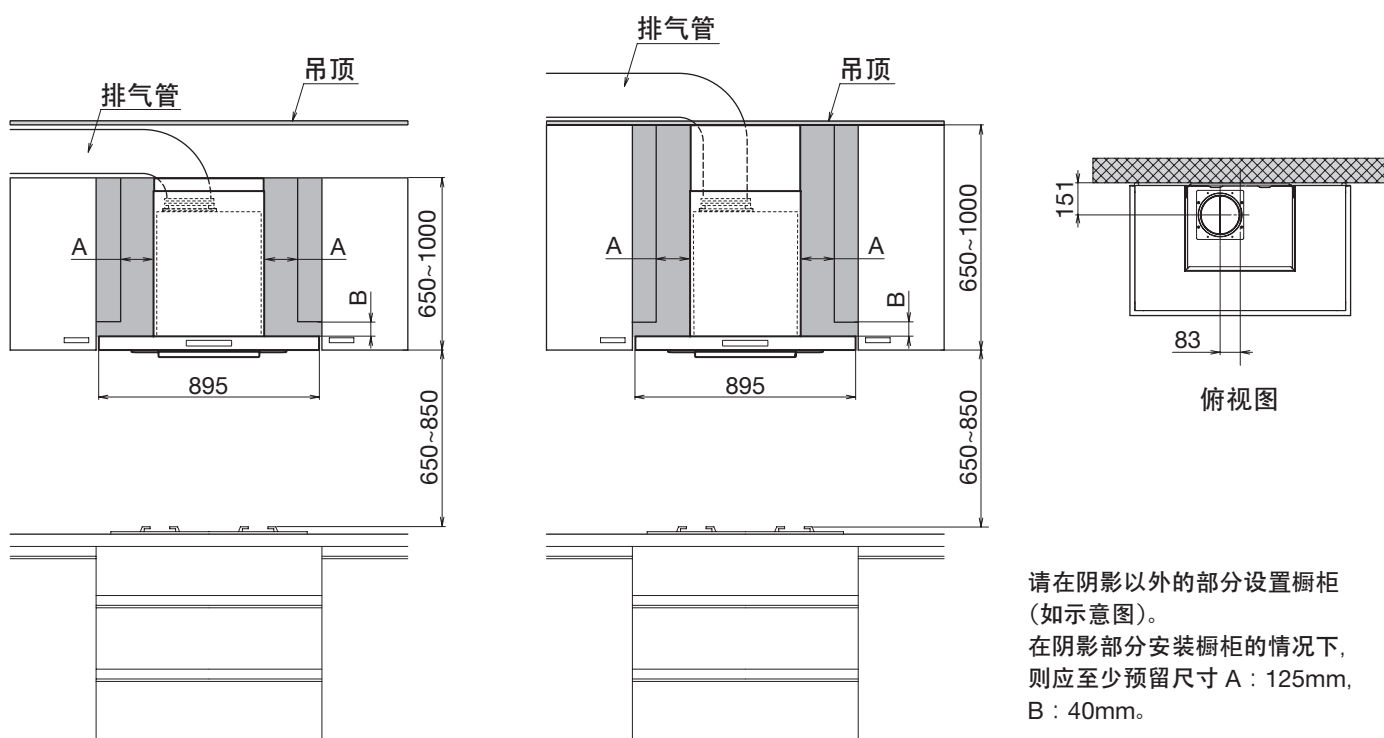 排气管
吊顶
A
A
B
650~1000
895
650~850
排气管
吊顶
A
A
B
650~1000
895
650~850
151
83
俯视图
请在阴影以外的部分设置橱柜
（如示意图）。
在阴影部分安装橱柜的情况下，
则应至少预留尺寸 A：125mm，
B：40mm。